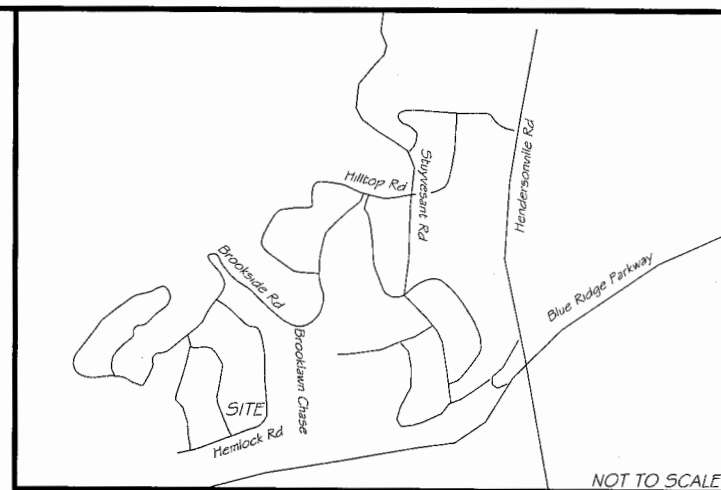 Hilltop Rd
Stuyvesant Rd
Hendersonville Rd
Brookside Rd
Blue Ridge Parkway
Brooklawn Chase
SITE
Hemlock Rd
NOT TO SCALE